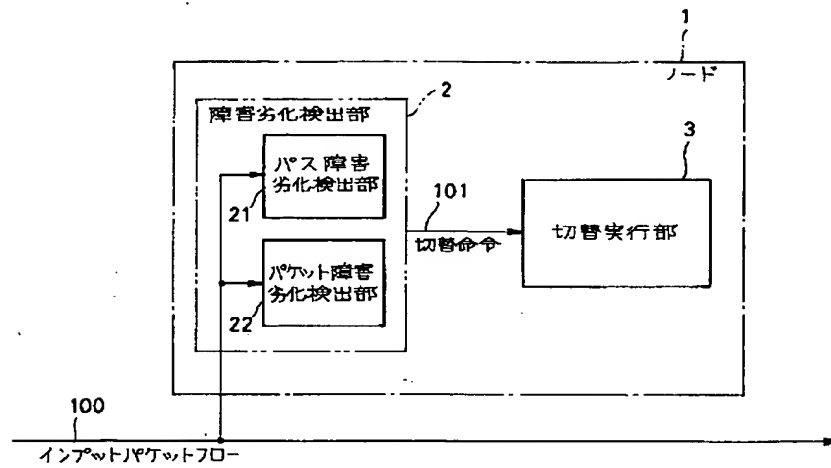 1
ノード
2
障害劣化検出部
3
パス障害
劣化検出部
21
101
切替命令
切替実行部
パケット障害
劣化検出部
22
100
インプットパケットフロー